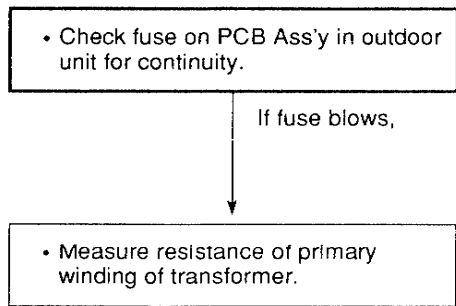 • Check fuse on PCB Ass'y in outdoor
unit for continuity.
If fuse blows,
• Measure resistance of primary
winding of transformer.